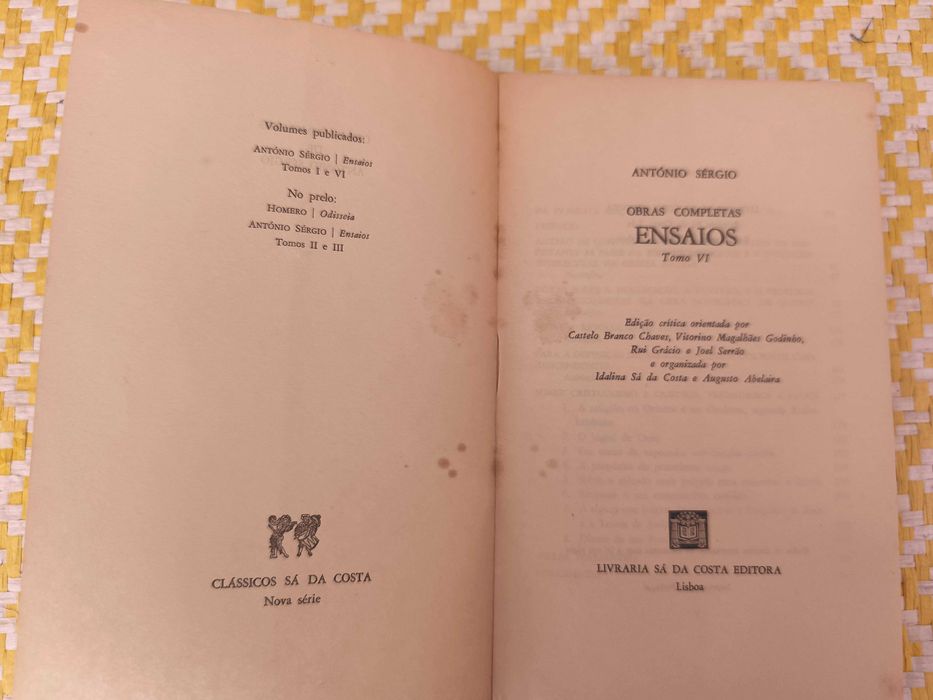 Volumes publicados:
ANTÓNIO SÉRGIO | Ensaios
Tomos I e VI
No prelo:
HOMERO | Odisseia
ANTÓNIO SÉRGIO | Ensaios
Tomos II e III
CLÁSSICOS SÁ DA COSTA
Nova série
ANTÓNIO SÉRGIO
OBRAS COMPLETAS
ENSAIOS
Tomo VI
Edição crítica orientada por
Castelo Branco Chaves, Vitorino Magalhães Godinho,
Rui Grácio e Joel Serrão
e organizada por
Idalina Sá da Costa e Augusto Abelaira
LIVRARIA SÁ DA COSTA EDITORA
Lisboa